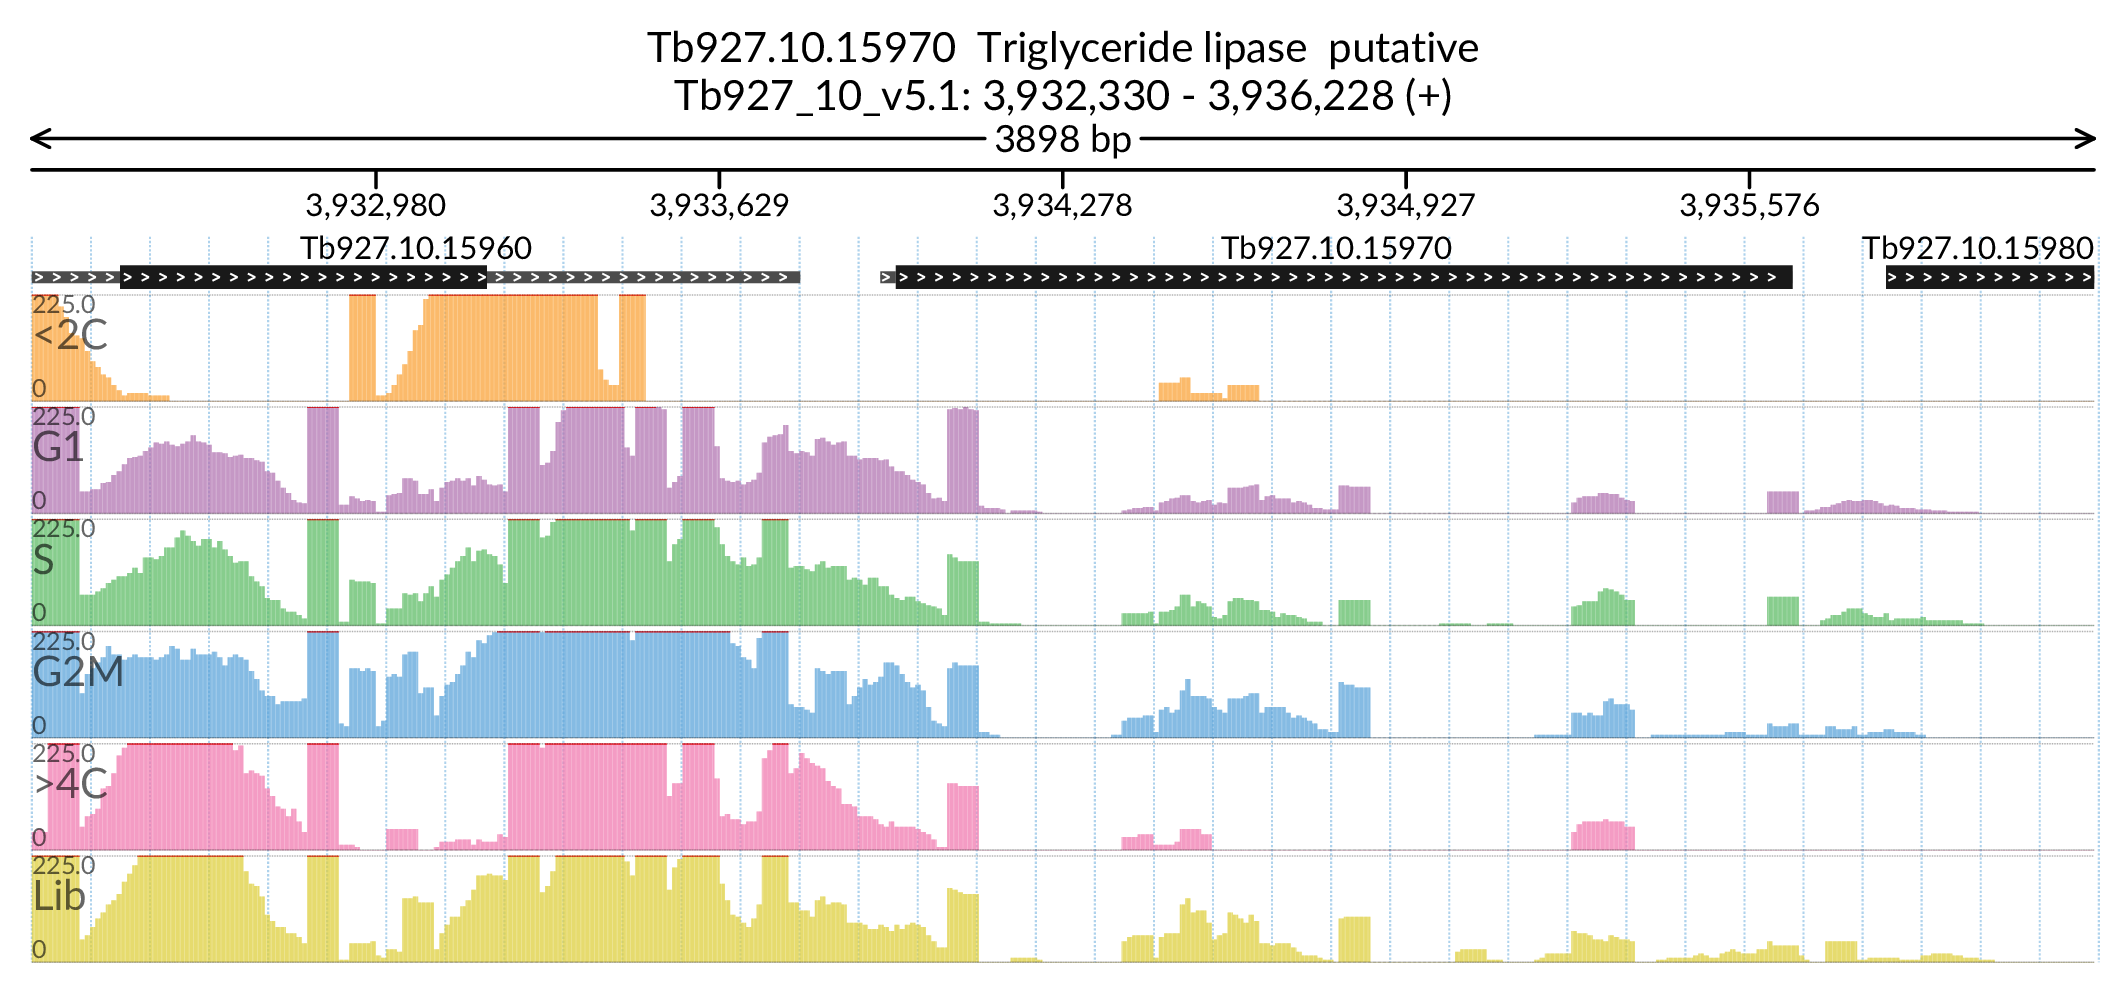 Tb927.10.15970 Triglyceride lipase putative
Tb927_10_v5.1: 3,932,330 - 3,936,228 (+)
3898 bp
3,932,980 3,933,629 3,934,278 3,934,927 3,935,576
Tb927.10.15960 Tb927.10.15970 Tb927.10.15980
225.0
<2C
0
225.0
G1
0
225.0
S
0
225.0
G2M
0
225.0
>4C
0
225.0
Lib
0